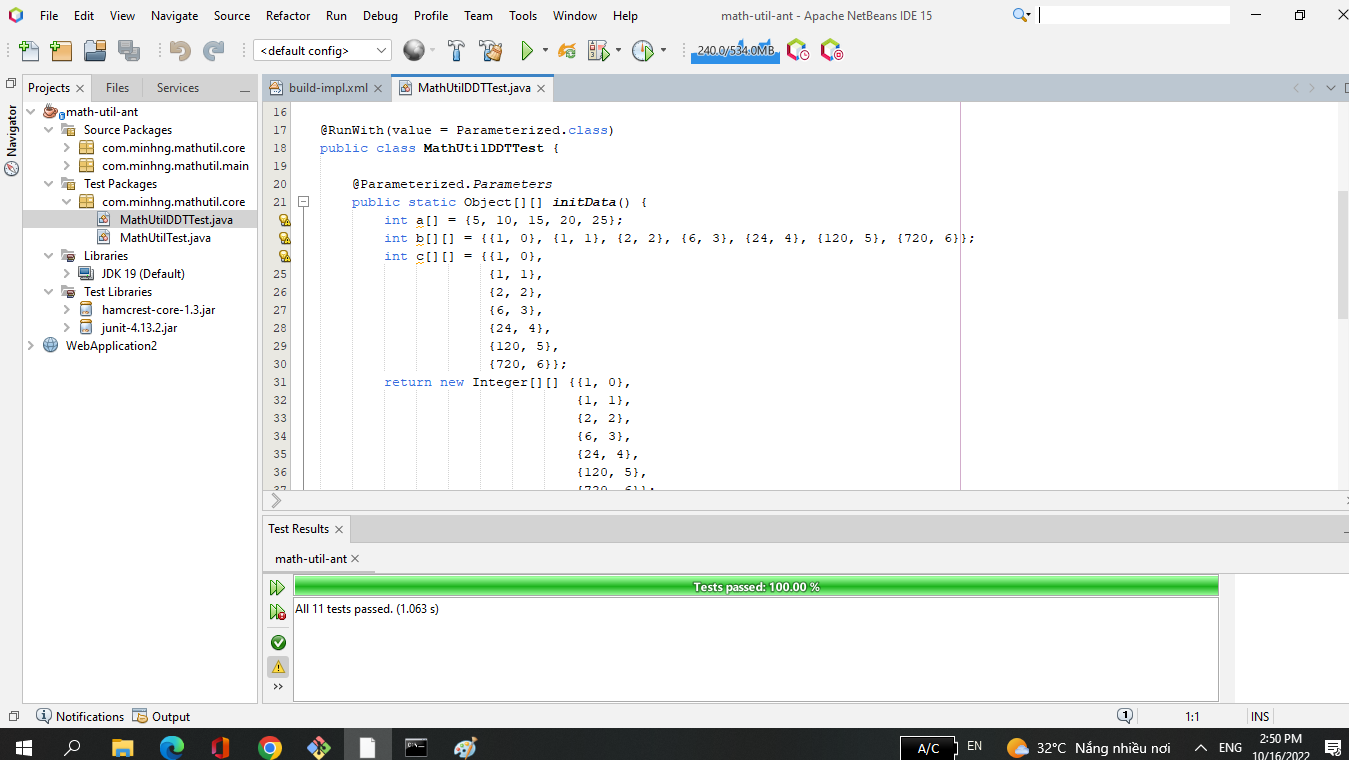 File Edit View Navigate Source Refactor Run Debug Profile Team Tools Window Help math-util-ant - Apache NetBeans IDE 15
<default config> 240.0/534.0MB
Projects Files Services
Navigator
math-util-ant
Source Packages
com.minhng.mathutil.core
com.minhng.mathutil.main
Test Packages
com.minhng.mathutil.core
MathUtilDDTTest.java
MathUtilTest.java
Libraries
JDK 19 (Default)
Test Libraries
hamcrest-core-1.3.jar
junit-4.13.2.jar
WebApplication2
build-impl.xml MathUtilDDTTest.java
16
17 @RunWith(value = Parameterized.class)
18 public class MathUtilDDTTest {
19
20 @Parameterized.Parameters
21 public static Object[][] initData() {
int a[] = {5, 10, 15, 20, 25};
int b[][] = {{1, 0}, {1, 1}, {2, 2}, {6, 3}, {24, 4}, {120, 5}, {720, 6}};
int c[][] = {{1, 0},
25 {1, 1},
26 {2, 2},
27 {6, 3},
28 {24, 4},
29 {120, 5},
30 {720, 6}};
31 return new Integer[][] {{1, 0},
32 {1, 1},
33 {2, 2},
34 {6, 3},
35 {24, 4},
36 {120, 5},
37 {720, 6}};
Test Results
math-util-ant
Tests passed: 100.00 %
All 11 tests passed. (1.063 s)
Notifications Output 1 1:1 INS
A/C EN 32°C Nắng nhiều nơi ENG 2:50 PM
10/16/2022